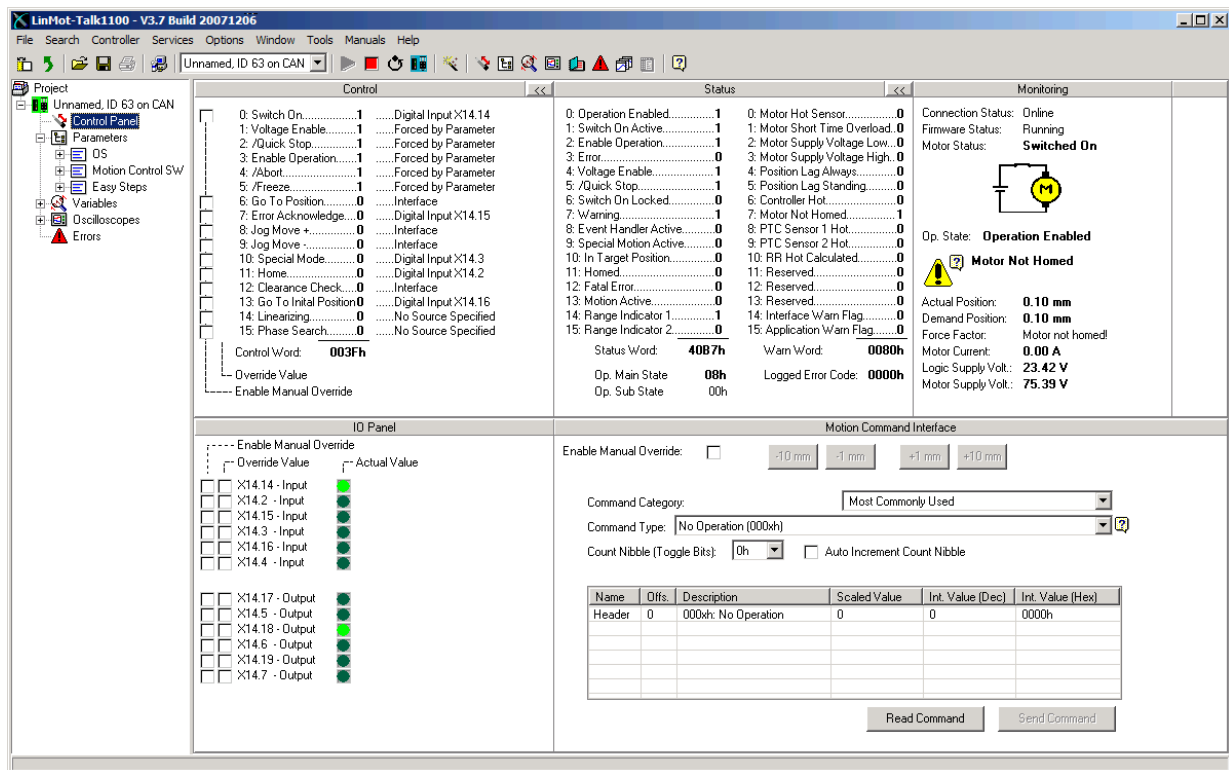 LinMot-Talk1100 - V3.7 Build 20071206
File Search Controller Services Options Window Tools Manuals Help
Unnamed, ID 63 on CAN
Project
Unnamed, ID 63 on CAN
Control Panel
Parameters
OS
Motion Control SW
Easy Steps
Variables
Oscilloscopes
Errors
Control <<
0: Switch On..........1 ......Digital Input X14.14
1: Voltage Enable....1 ......Forced by Parameter
2: /Quick Stop........1 ......Forced by Parameter
3: Enable Operation...1 ......Forced by Parameter
4: /Abort.............1 ......Forced by Parameter
5: /Freeze............1 ......Forced by Parameter
6: Go To Position.....0 ......Interface
7: Error Acknowledge....0 ......Digital Input X14.15
8: Jog Move +.........0 ......Interface
9: Jog Move -.........0 ......Interface
10: Special Mode......0 ......Digital Input X14.3
11: Home..............0 ......Digital Input X14.2
12: Clearance Check....0 ......Interface
13: Go To Inital Position0 ......Digital Input X14.16
14: Linearizing.......0 ......No Source Specified
15: Phase Search......0 ......No Source Specified
Control Word: 003Fh
Override Value
Enable Manual Override
Status <<
0: Operation Enabled..........1
1: Switch On Active...........1
2: Enable Operation...........1
3: Error......................0
4: Voltage Enable.............1
5: /Quick Stop................1
6: Switch On Locked...........0
7: Warning....................1
8: Event Handler Active.......0
9: Special Motion Active......0
10: In Target Position........0
11: Homed.....................0
12: Fatal Error...............0
13: Motion Active.............0
14: Range Indicator 1.........1
15: Range Indicator 2.........0
Status Word: 40B7h
Op. Main State 08h
Op. Sub State 00h
0: Motor Hot Sensor...........0
1: Motor Short Time Overload..0
2: Motor Supply Voltage Low...0
3: Motor Supply Voltage High..0
4: Position Lag Always........0
5: Position Lag Standing......0
6: Controller Hot.............0
7: Motor Not Homed............1
8: PTC Sensor 1 Hot...........0
9: PTC Sensor 2 Hot...........0
10: RR Hot Calculated.........0
11: Reserved..................0
12: Reserved..................0
13: Reserved..................0
14: Interface Warn Flag.......0
15: Application Warn Flag.....0
Warn Word: 0080h
Logged Error Code: 0000h
Monitoring
Connection Status: Online
Firmware Status: Running
Motor Status: Switched On
M
Op. State: Operation Enabled
Motor Not Homed
Actual Position: 0.10 mm
Demand Position: 0.10 mm
Force Factor: Motor not homed!
Motor Current: 0.00 A
Logic Supply Volt.: 23.42 V
Motor Supply Volt.: 75.39 V
IO Panel
Enable Manual Override
Override Value Actual Value
X14.14 - Input
X14.2 - Input
X14.15 - Input
X14.3 - Input
X14.16 - Input
X14.4 - Input
X14.17 - Output
X14.5 - Output
X14.18 - Output
X14.6 - Output
X14.19 - Output
X14.7 - Output
Motion Command Interface
Enable Manual Override: -10 mm -1 mm +1 mm +10 mm
Command Category: Most Commonly Used
Command Type: No Operation (000xh)
Count Nibble (Toggle Bits): 0h Auto Increment Count Nibble
Name Offs. Description Scaled Value Int. Value (Dec) Int. Value (Hex)
Header 0 000xh: No Operation 0 0 0000h
Read Command Send Command